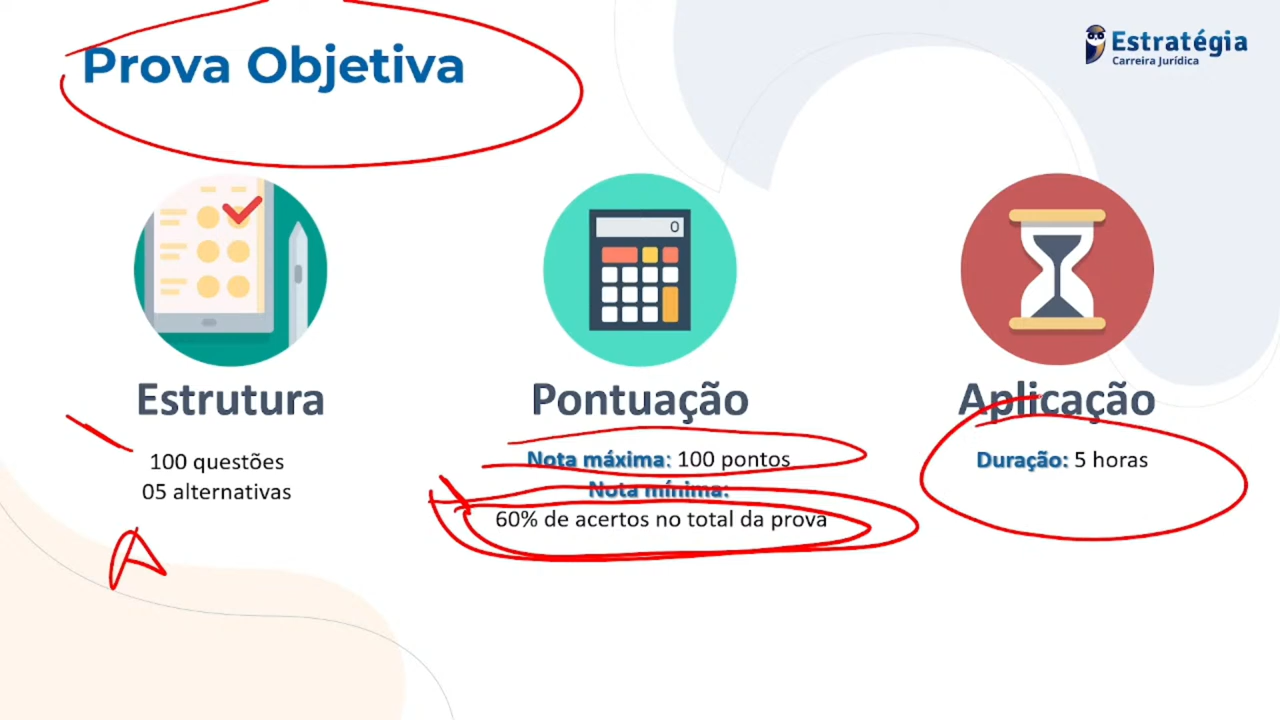 Prova Objetiva
Estratégia
Carreira Jurídica
0
Estrutura
100 questões
05 alternativas
A
Pontuação
Nota máxima: 100 pontos
Nota mínima:
60% de acertos no total da prova
Aplicação
Duração: 5 horas